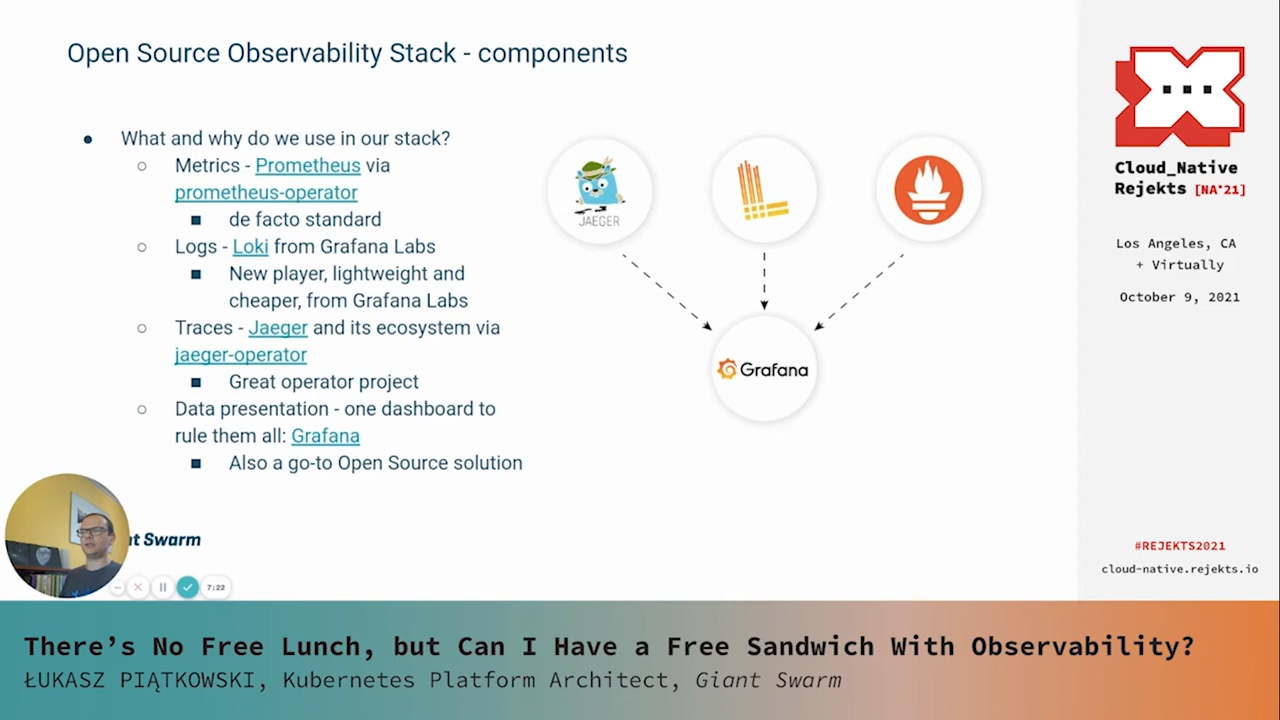 Open Source Observability Stack - components
What and why do we use in our stack?
Metrics - Prometheus via
prometheus-operator
de facto standard
Logs - Loki from Grafana Labs
New player, lightweight and
cheaper, from Grafana Labs
Traces - Jaeger and its ecosystem via
jaeger-operator
Great operator project
Data presentation - one dashboard to
rule them all: Grafana
Also a go-to Open Source solution
JAEGER
Grafana
nt Swarm
7:22
Cloud_Native
Rejekts [NA*21]
Los Angeles, CA
+ Virtually
October 9, 2021
#REJEKTS2021
cloud-native.rejekts.io
There's No Free Lunch, but Can I Have a Free Sandwich With Observability?
ŁUKASZ PIĄTKOWSKI, Kubernetes Platform Architect, Giant Swarm